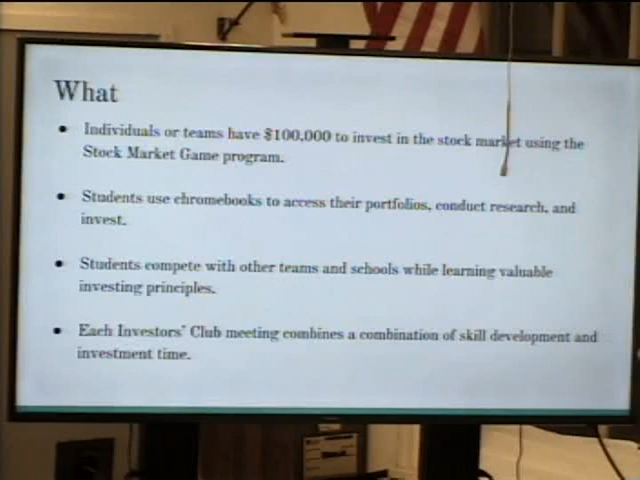 What
• Individuals or teams have $100,000 to invest in the stock market using the
Stock Market Game program.
• Students use chromebooks to access their portfolios, conduct research, and
invest.
• Students compete with other teams and schools while learning valuable
investing principles.
• Each Investors' Club meeting combines a combination of skill development and
investment time.